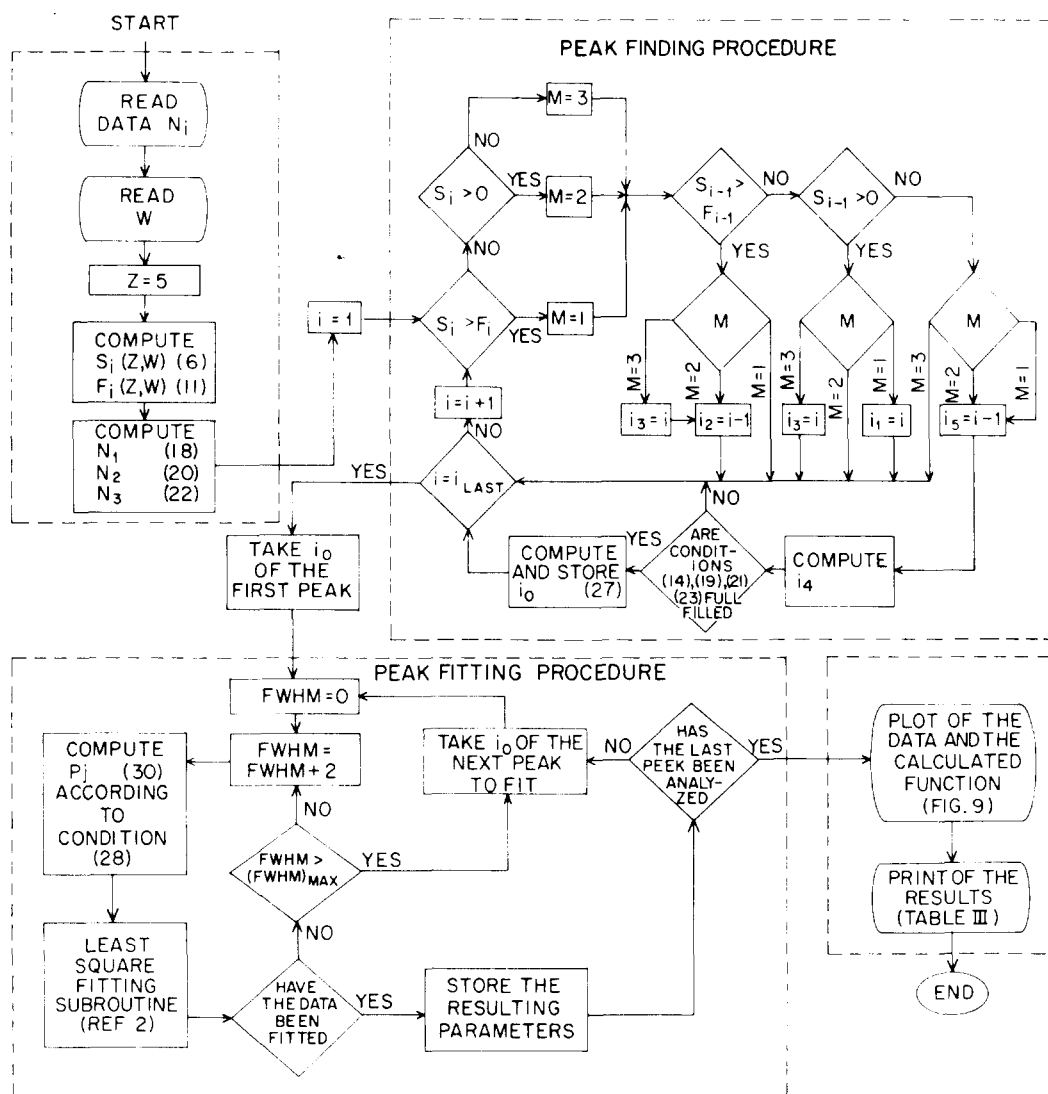 START
READ
DATA Ni
READ
W
Z=5
COMPUTE
Si(Z,W) (6)
Fi(Z,W) (11)
COMPUTE
N1 (18)
N2 (20)
N3 (22)
PEAK FINDING PROCEDURE
i=1
Si>Fi
YES
M=1
NO
Si>0
YES
M=2
NO
M=3
Si-1>
Fi-1
NO
YES
Si-1>0
NO
YES
M
M
M
M=3
M=2
M=1
M=3
M=2
M=1
M=3
M=2
M=1
i3=i
i2=i-1
i3=i
i1=i
i5=i-1
i=i+1
NO
i=iLAST
YES
COMPUTE
AND STORE
i0 (27)
YES
NO
ARE
CONDIT-
IONS
(14),(19),(21)
(23) FULL
FILLED
COMPUTE
i4
TAKE i0
OF THE
FIRST PEAK
PEAK FITTING PROCEDURE
FWHM=0
FWHM=
FWHM+2
COMPUTE
Pj (30)
ACCORDING
TO
CONDITION
(28)
NO
FWHM>
(FWHM)MAX
YES
TAKE i0 OF THE
NEXT PEAK
TO FIT
NO
HAS
THE LAST
PEEK BEEN
ANALY-
ZED
YES
LEAST
SQUARE
FITTING
SUBROUTINE
(REF 2)
NO
HAVE
THE DATA
BEEN
FITTED
YES
STORE THE
RESULTING
PARAMETERS
PLOT OF THE
DATA AND THE
CALCULATED
FUNCTION
(FIG. 9)
PRINT OF THE
RESULTS
(TABLE III)
END